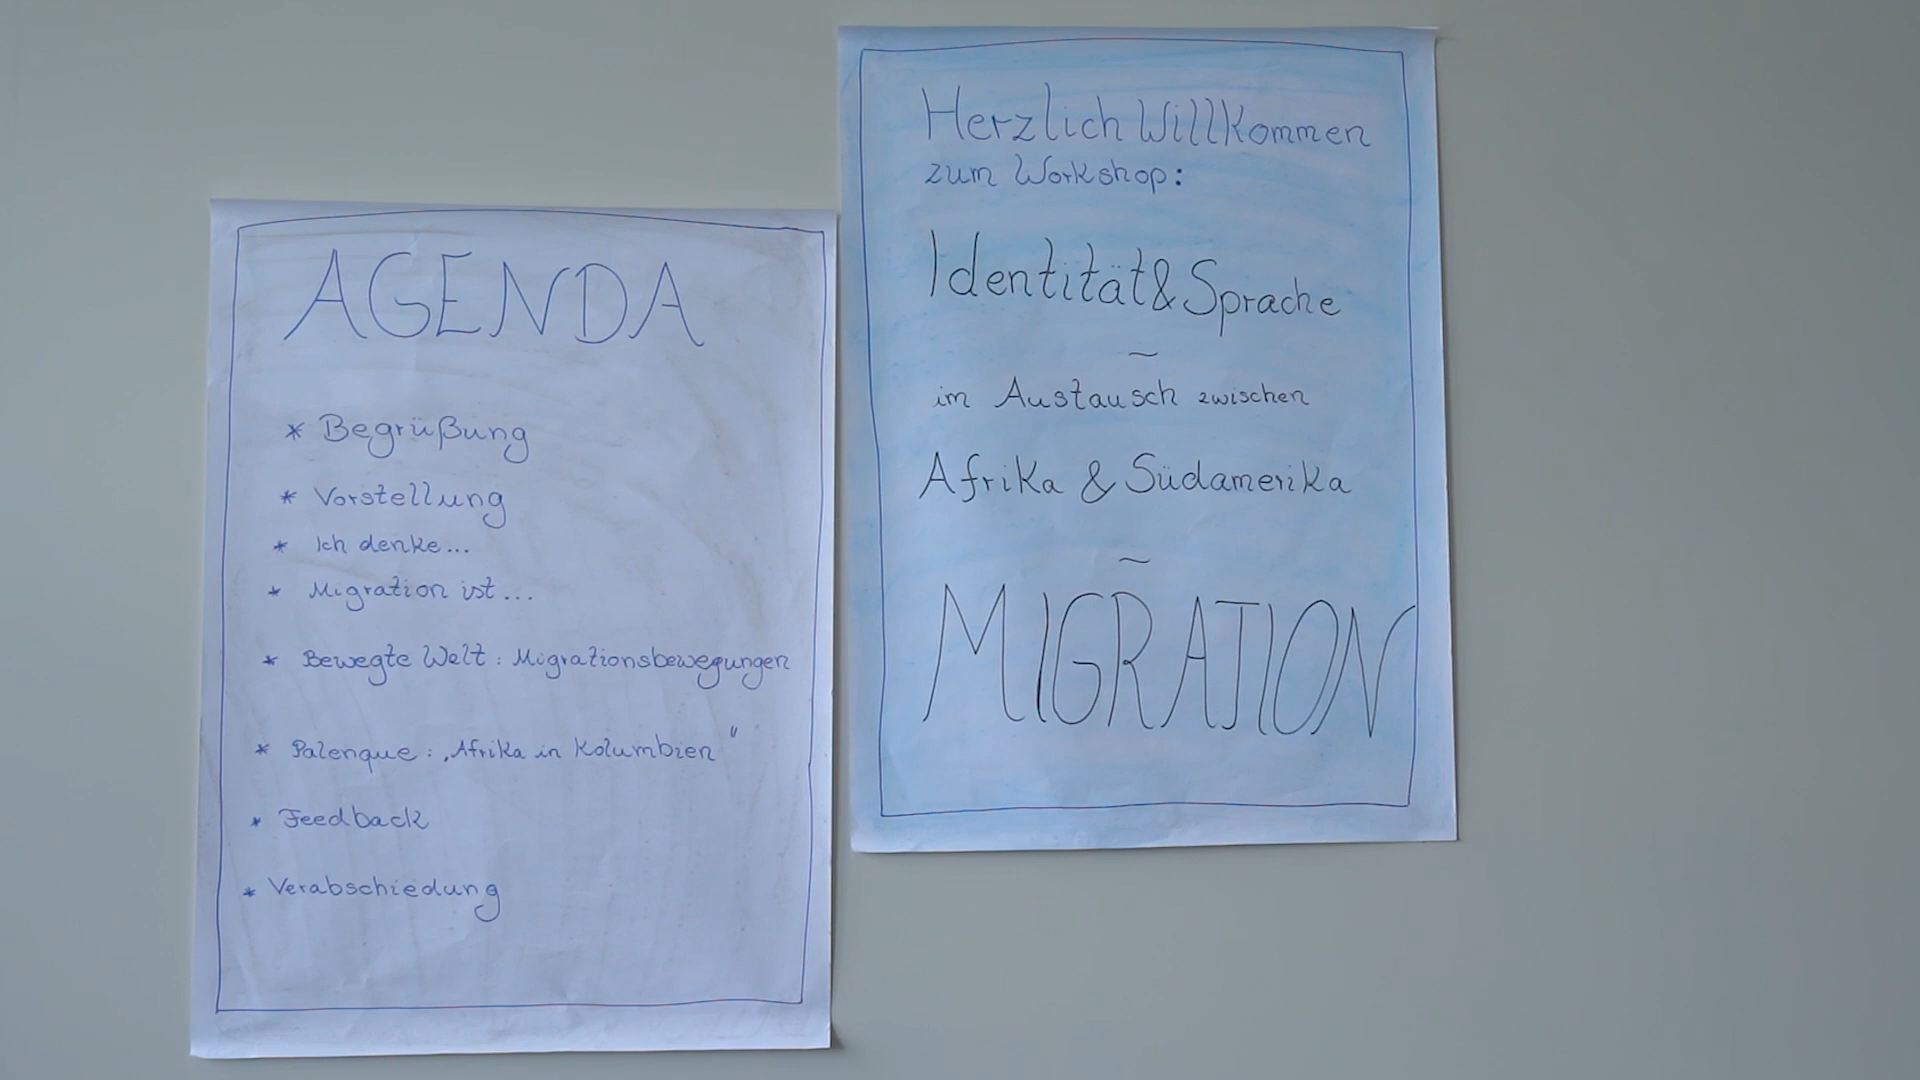 AGENDA
* Begrüßung
* Vorstellung
* Ich denke...
* Migration ist...
* Bewegte Welt: Migrationsbewegungen
* Palenque: „Afrika in Kolumbien"
* Feedback
* Verabschiedung
Herzlich Willkommen
zum Workshop:
Identität & Sprache
~
im Austausch zwischen
Afrika & Südamerika
~
MIGRATION